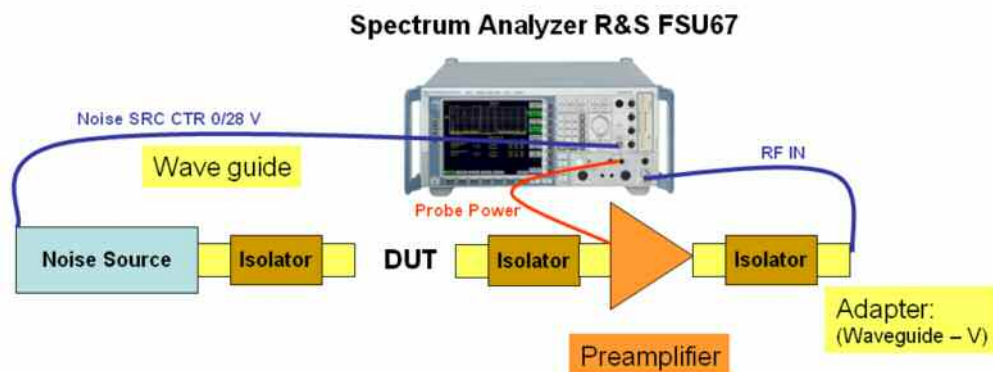 Spectrum Analyzer R&S FSU67
Noise SRC CTR 0/28 V
Wave guide
RF IN
Probe Power
Noise Source
Isolator
DUT
Isolator
Isolator
Adapter:
(Waveguide – V)
Preamplifier